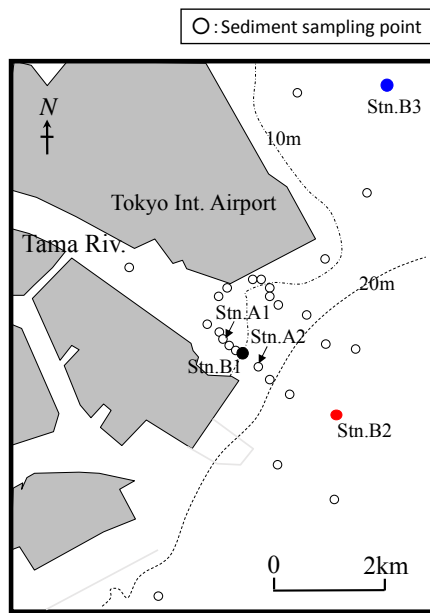 ○: Sediment sampling point
Stn.B3
N
10m
Tokyo Int. Airport
Tama Riv.
20m
Stn.A1
Stn.A2
Stn.B1
Stn.B2
0 2km